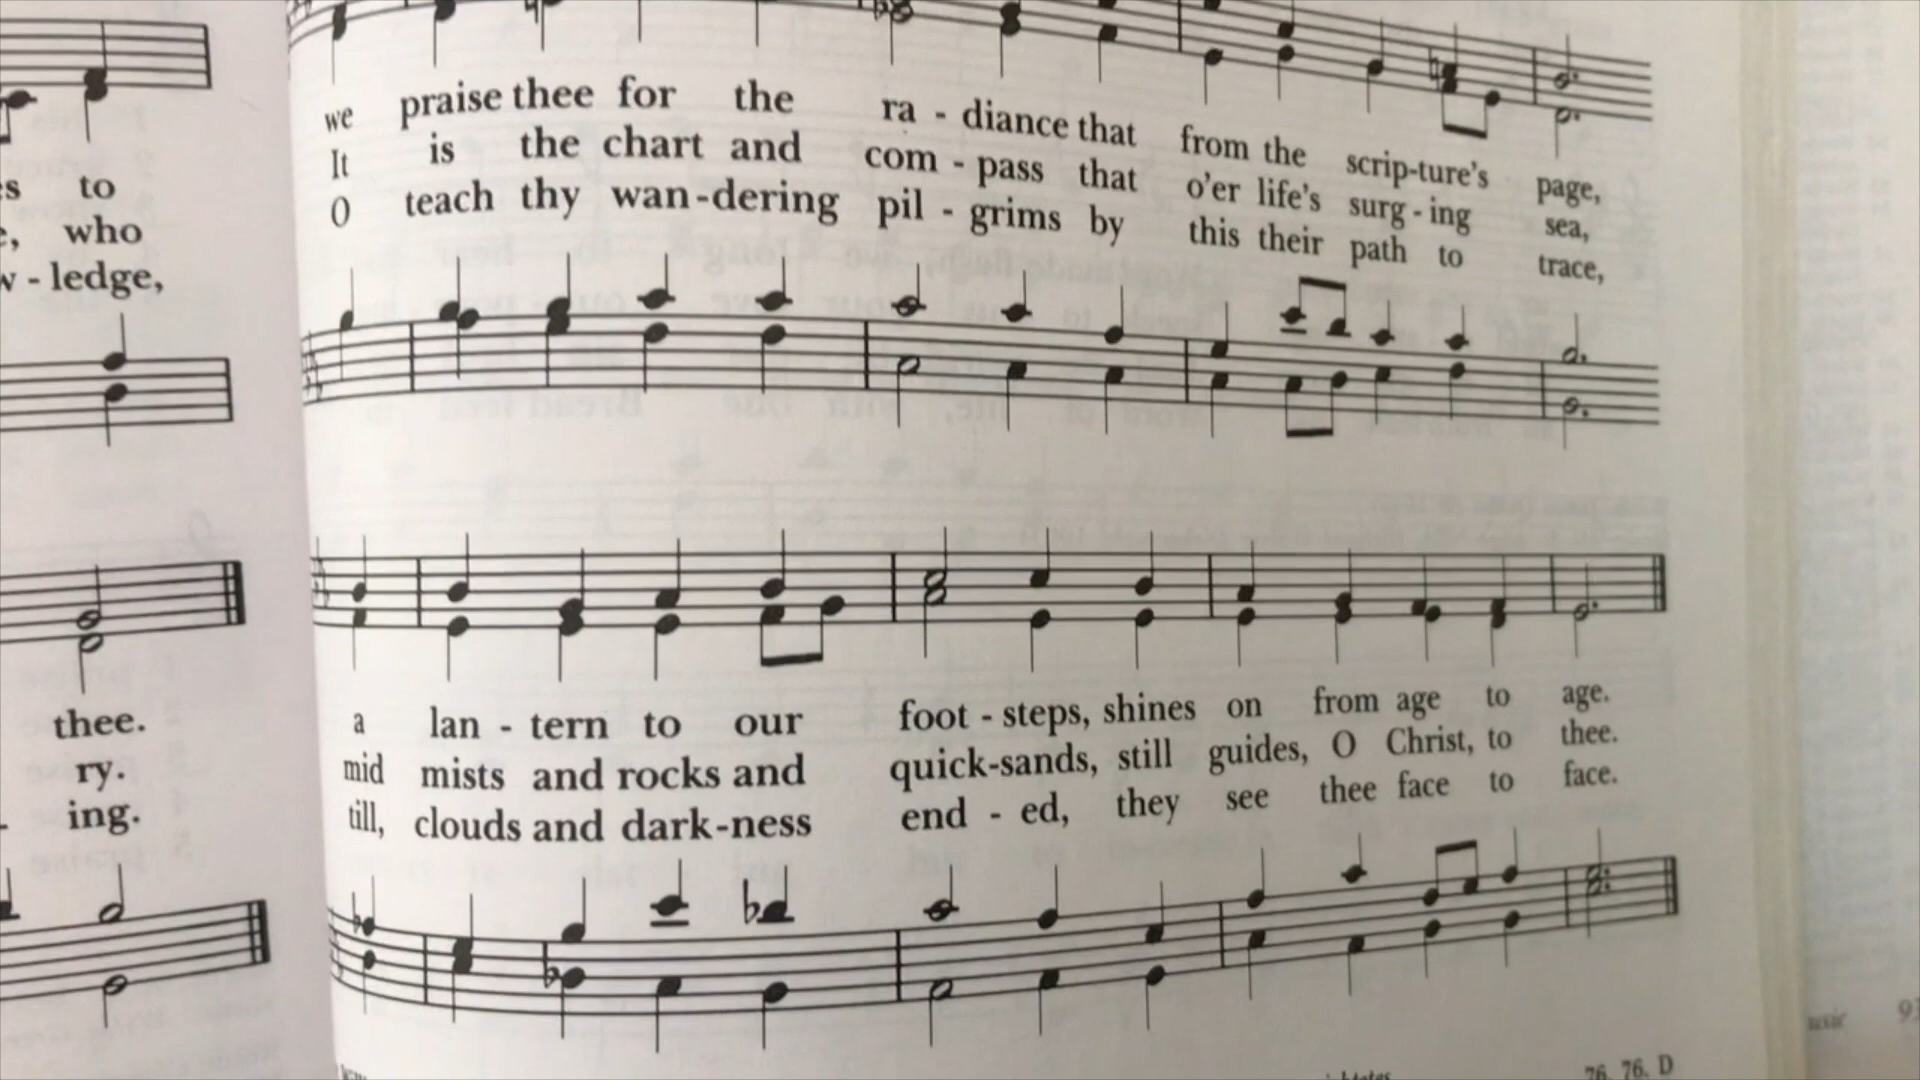 s to
who
- ledge,
thee.
ry.
ing.
we praise thee for the ra - diance that from the scrip-ture's page,
It is the chart and com - pass that o'er life's surg - ing sea,
O teach thy wan - dering pil - grims by this their path to trace,
a lan - tern to our foot - steps, shines on from age to age.
mid mists and rocks and quick-sands, still guides, O Christ, to thee.
till, clouds and dark-ness end - ed, they see thee face to face.
76. 76. D